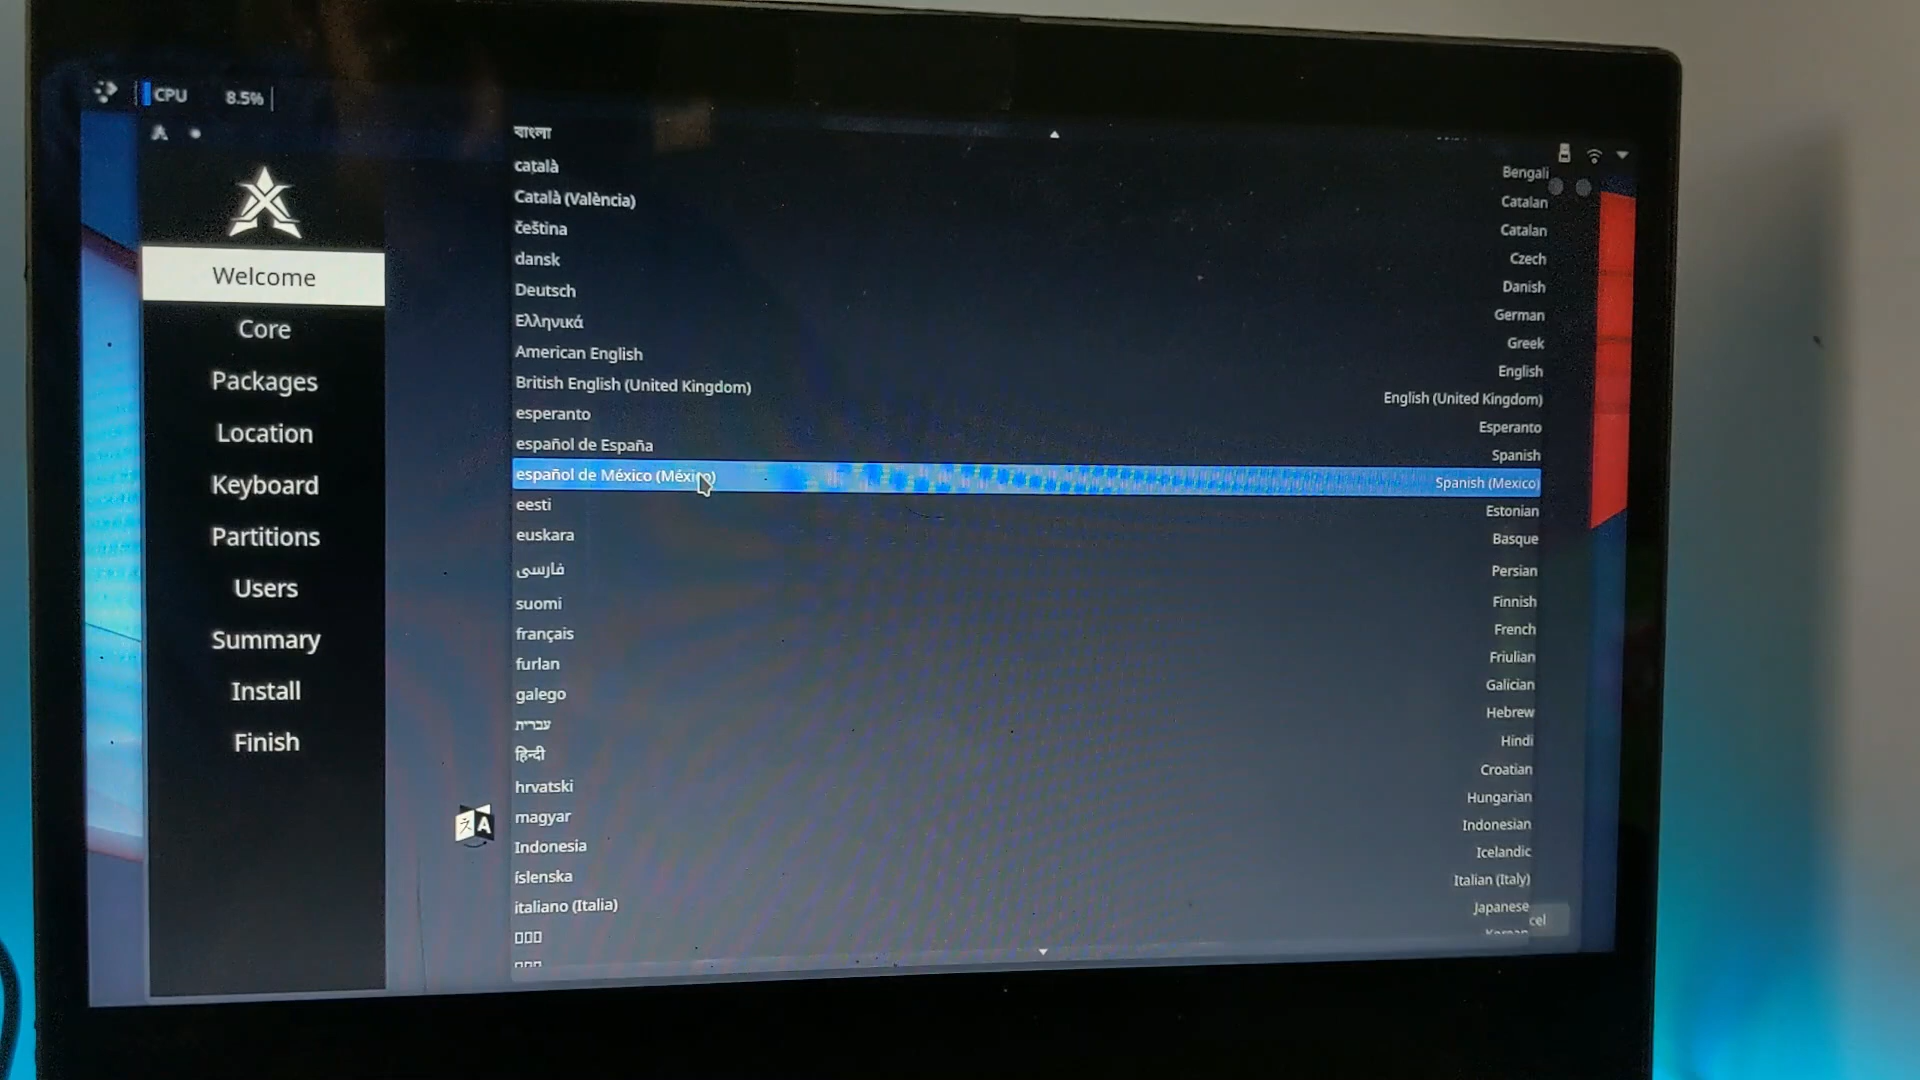 CPU 8.5%
বাংলা Bengali
català Catalan
Català (València) Catalan
čeština Czech
dansk Danish
Deutsch German
Ελληνικά Greek
American English English
British English (United Kingdom) English (United Kingdom)
esperanto Esperanto
español de España Spanish
español de México (México) Spanish (Mexico)
eesti Estonian
euskara Basque
فارسی Persian
suomi Finnish
français French
furlan Friulian
galego Galician
עברית Hebrew
हिन्दी Hindi
hrvatski Croatian
magyar Hungarian
Indonesia Indonesian
íslenska Icelandic
italiano (Italia) Italian (Italy)
Japanese
Korean
cel
Welcome
Core
Packages
Location
Keyboard
Partitions
Users
Summary
Install
Finish
A